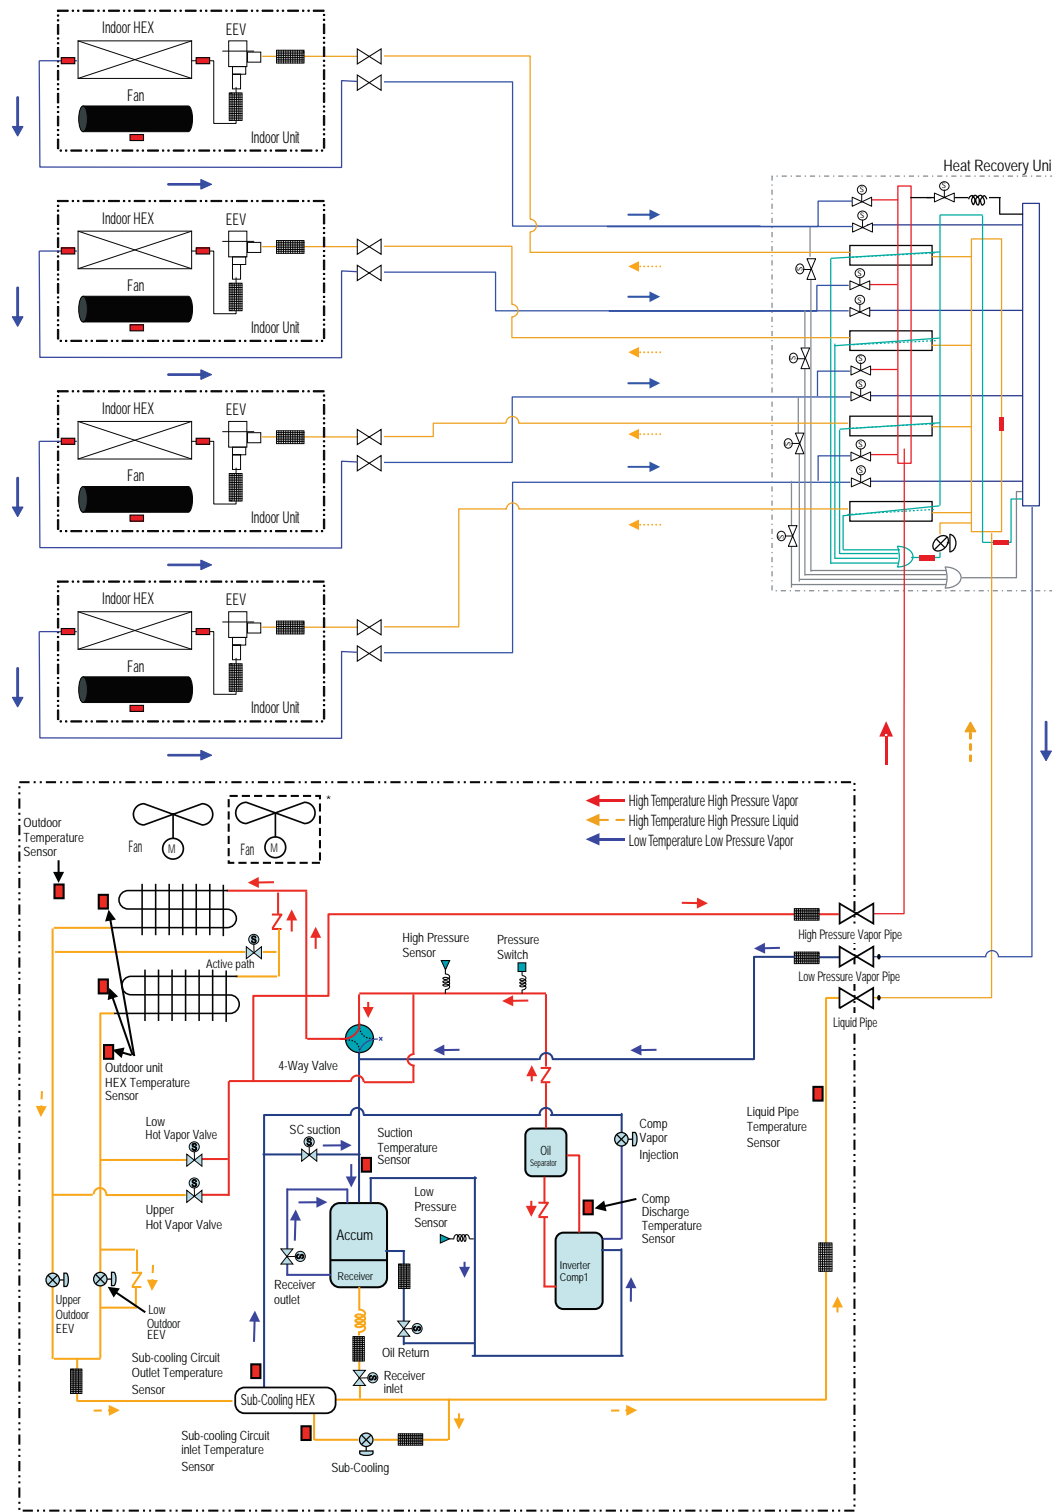 Indoor HEX
EEV
Fan
Indoor Unit
Indoor HEX
EEV
Fan
Indoor Unit
Indoor HEX
EEV
Fan
Indoor Unit
Indoor HEX
EEV
Fan
Indoor Unit
Heat Recovery Uni
S
S
S
S
S
S
S
S
S
S
S
S
S
Outdoor
Temperature
Sensor
Fan
M
Fan
M
*
High Temperature High Pressure Vapor
High Temperature High Pressure Liquid
Low Temperature Low Pressure Vapor
High Pressure Vapor Pipe
Low Pressure Vapor Pipe
Liquid Pipe
S
Active path
High Pressure
Sensor
Pressure
Switch
4-Way Valve
Outdoor unit
HEX Temperature
Sensor
Low
Hot Vapor Valve
S
S
Upper
Hot Vapor Valve
SC suction
S
Suction
Temperature
Sensor
Oil
Separator
Comp
Vapor
Injection
Liquid Pipe
Temperature
Sensor
Low
Pressure
Sensor
Comp
Discharge
Temperature
Sensor
Accum
Receiver
S
Receiver
outlet
Inverter
Comp1
S
Oil Return
S
Receiver
inlet
Upper
Outdoor
EEV
Low
Outdoor
EEV
Sub-cooling Circuit
Outlet Temperature
Sensor
Sub-Cooling HEX
Sub-cooling Circuit
inlet Temperature
Sensor
Sub-Cooling